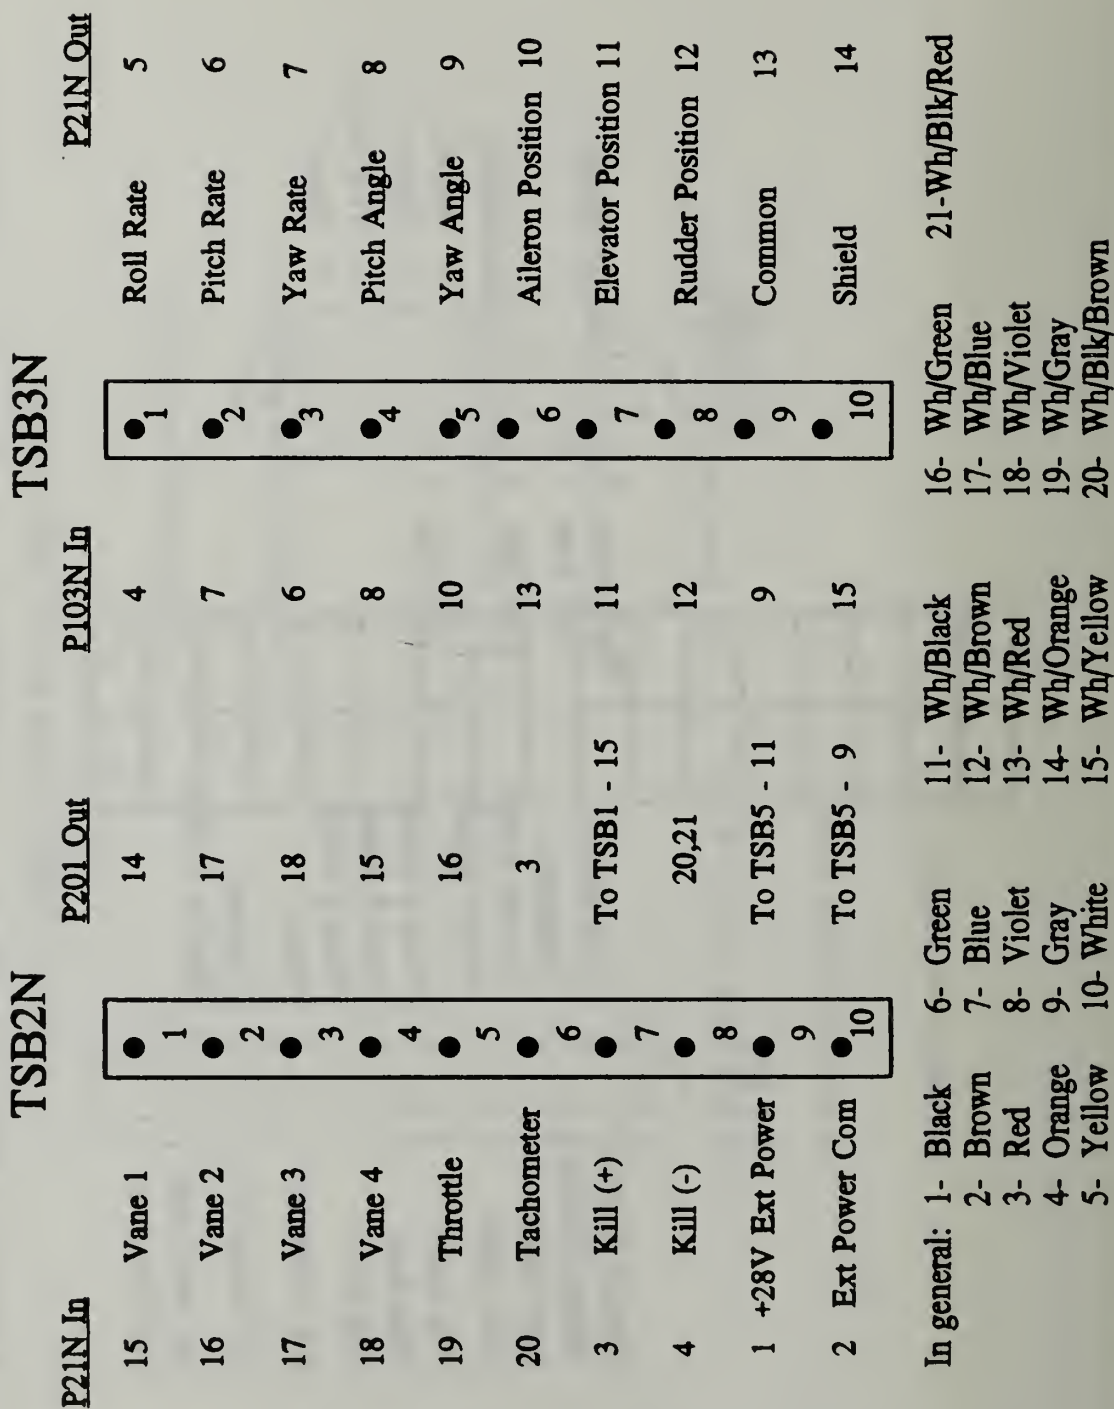 TSB2N TSB3N
P21N In P201 Out P103N In P21N Out
15 Vane 1 1 14 4 1 Roll Rate 5
16 Vane 2 2 17 7 2 Pitch Rate 6
17 Vane 3 3 18 6 3 Yaw Rate 7
18 Vane 4 4 15 8 4 Pitch Angle 8
19 Throttle 5 16 10 5 Yaw Angle 9
20 Tachometer 6 3 13 6 Aileron Position 10
3 Kill (+) 7 To TSB1 - 15 11 7 Elevator Position 11
4 Kill (-) 8 20,21 12 8 Rudder Position 12
1 +28V Ext Power 9 To TSB5 - 11 9 9 Common 13
2 Ext Power Com 10 To TSB5 - 9 15 10 Shield 14
In general: 1- Black 6- Green 11- Wh/Black 16- Wh/Green 21-Wh/Blk/Red
2- Brown 7- Blue 12- Wh/Brown 17- Wh/Blue
3- Red 8- Violet 13- Wh/Red 18- Wh/Violet
4- Orange 9- Gray 14- Wh/Orange 19- Wh/Gray
5- Yellow 10- White 15- Wh/Yellow 20- Wh/Blk/Brown